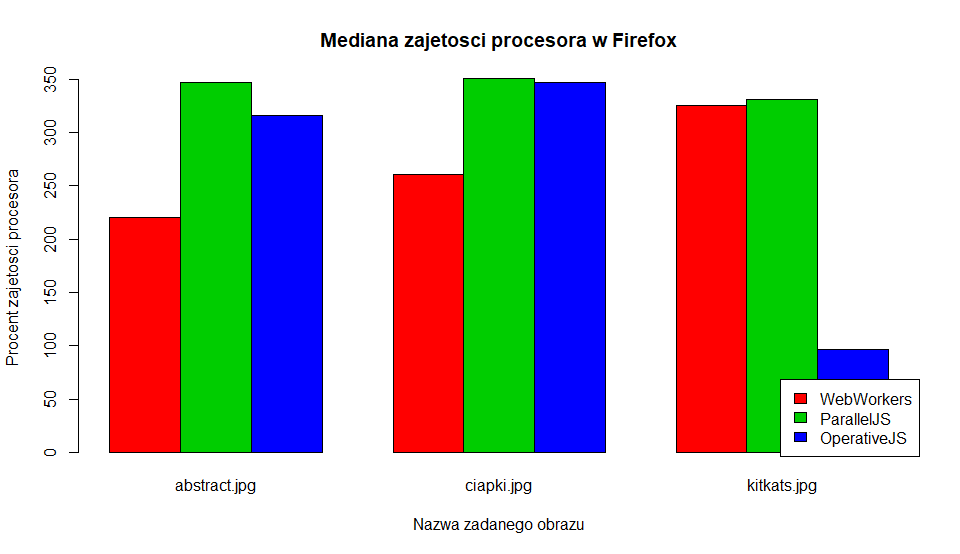 Mediana zajetosci procesora w Firefox
Procent zajetosci procesora
350
300
250
200
150
100
50
0
abstract.jpg
ciapki.jpg
kitkats.jpg
WebWorkers
ParallelJS
OperativeJS
Nazwa zadanego obrazu